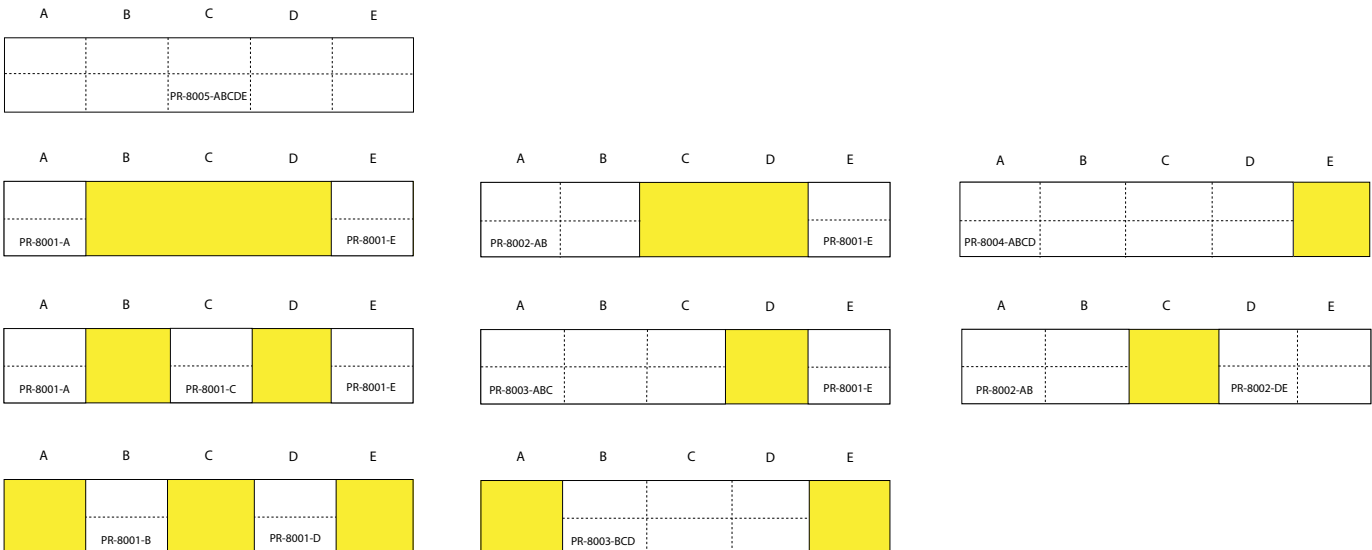 A B C D E
PR-8005-ABCDE
A B C D E
PR-8001-A PR-8001-E
A B C D E
PR-8002-AB PR-8001-E
A B C D E
PR-8004-ABCD
A B C D E
PR-8001-A PR-8001-C PR-8001-E
A B C D E
PR-8003-ABC PR-8001-E
A B C D E
PR-8002-AB PR-8002-DE
A B C D E
PR-8001-B PR-8001-D
A B C D E
PR-8003-BCD